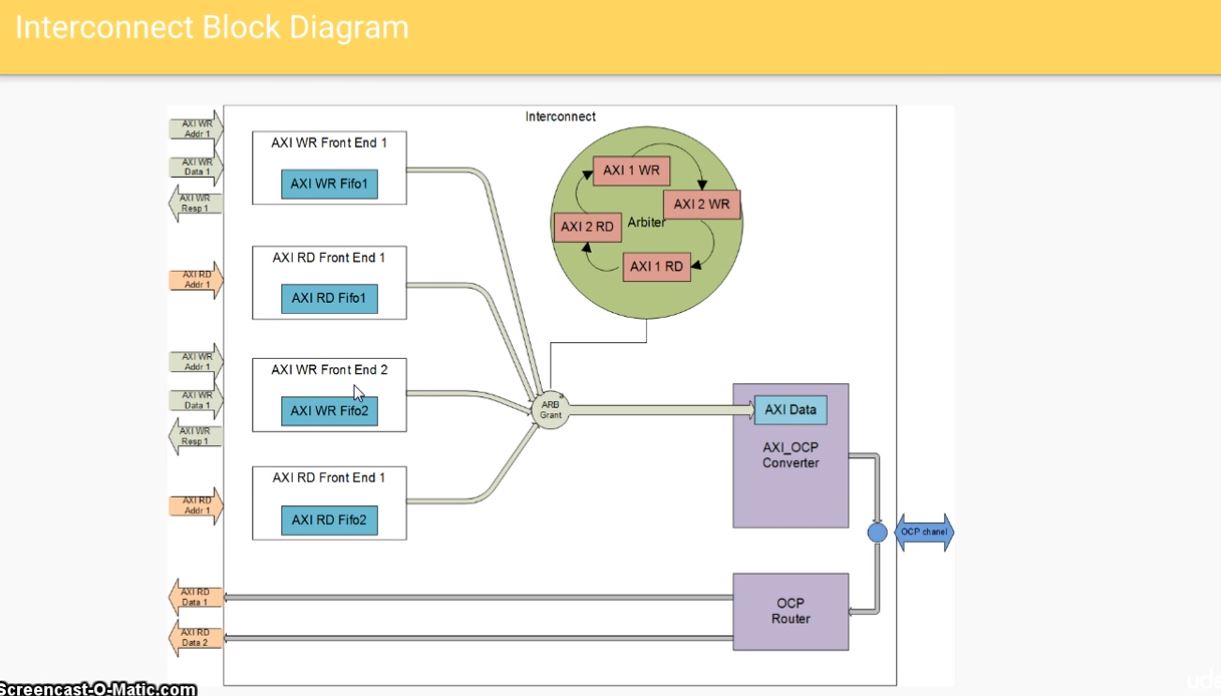 Interconnect Block Diagram
Interconnect
AXI WR
Addr 1
AXI WR
Data 1
AXI WR
Resp 1
AXI WR Front End 1
AXI WR Fifo1
AXI 1 WR
AXI 2 WR
AXI 2 RD
Arbiter
AXI 1 RD
AXI RD
Addr 1
AXI RD Front End 1
AXI RD Fifo1
AXI WR
Addr 1
AXI WR
Data 1
AXI WR
Resp 1
AXI WR Front End 2
AXI WR Fifo2
ARB
Grant
AXI Data
AXI_OCP
Converter
AXI RD
Addr 1
AXI RD Front End 1
AXI RD Fifo2
OCP chanel
AXI RD
Data 1
AXI RD
Data 2
OCP
Router
Screencast-O-Matic.com